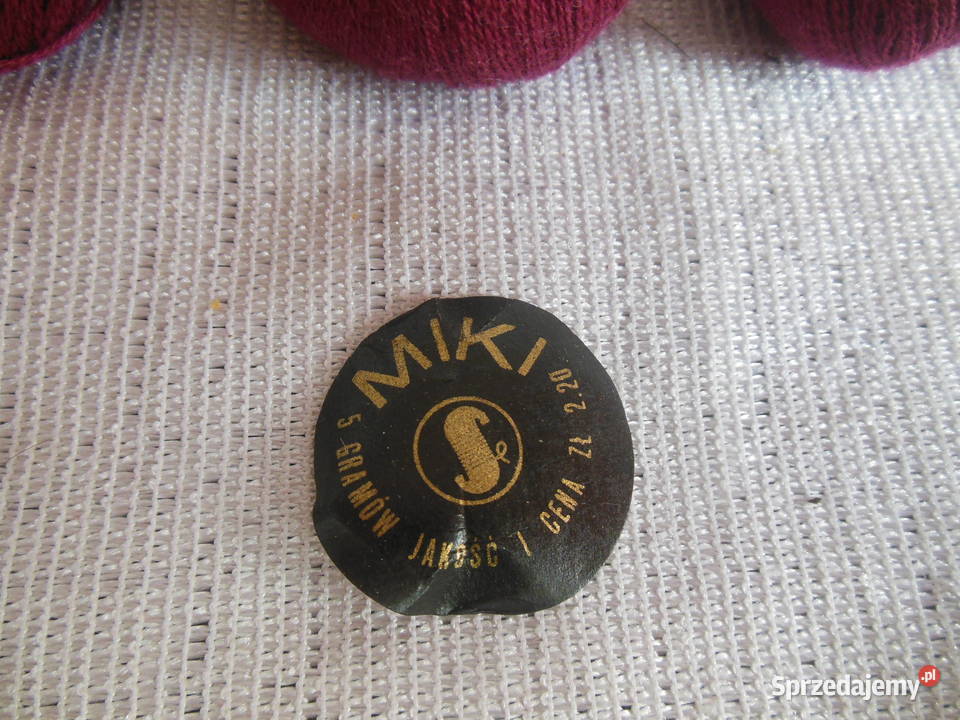 MIKI
S
5 GRAMÓW JAKOŚĆ I CENA ZŁ 2.20
Sprzedajemy.pl